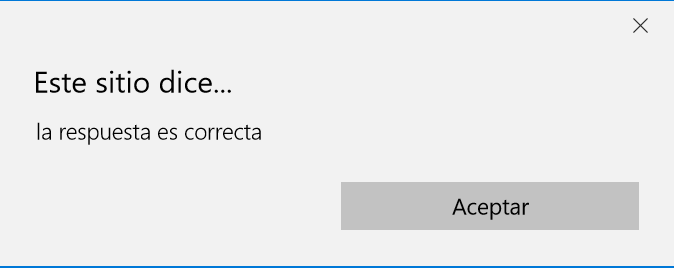 Este sitio dice...
la respuesta es correcta
Aceptar